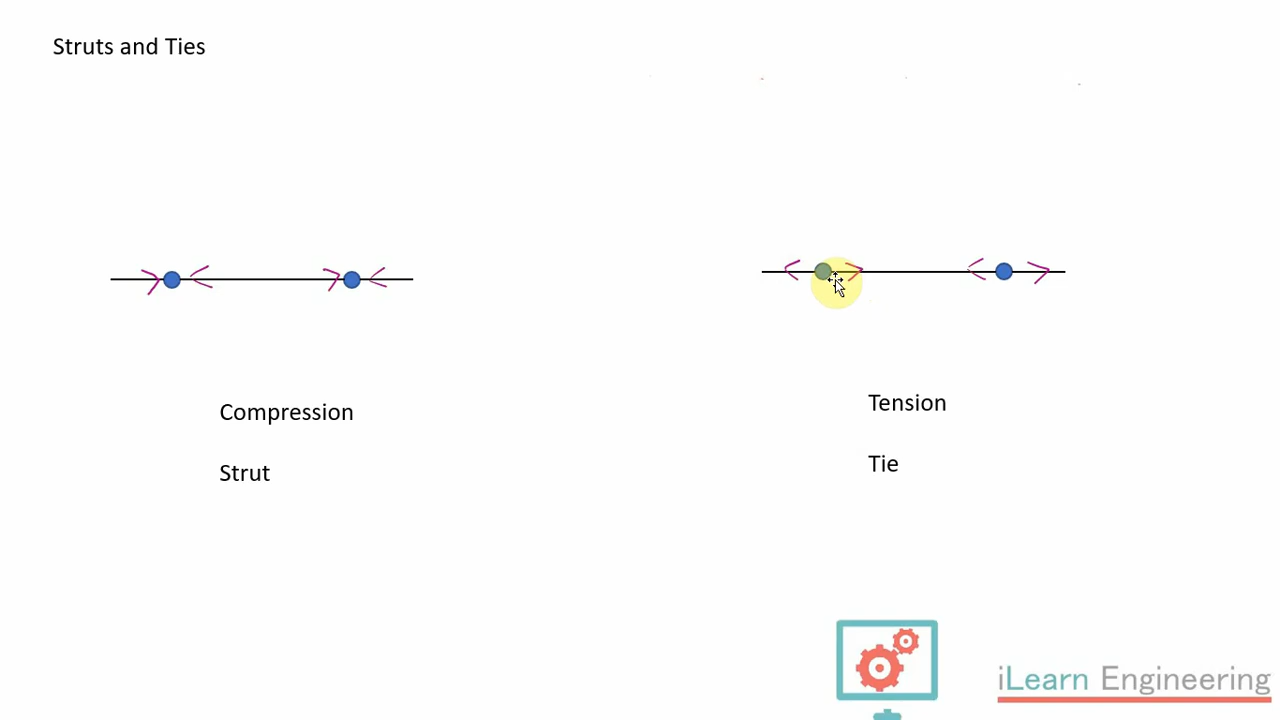 Struts and Ties
Compression
Strut
Tension
Tie
iLearn Engineering